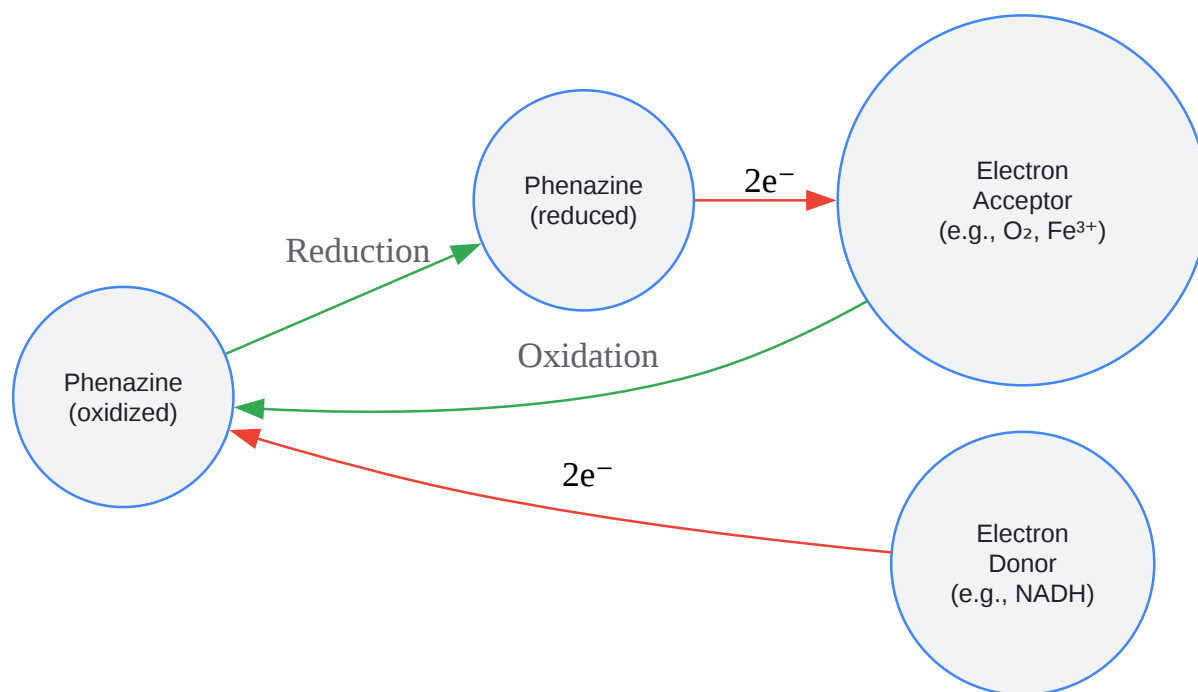 Electron
Acceptor
(e.g., O₂, Fe³⁺)
Phenazine
(reduced)
2e⁻
Reduction
Oxidation
Phenazine
(oxidized)
2e⁻
Electron
Donor
(e.g., NADH)